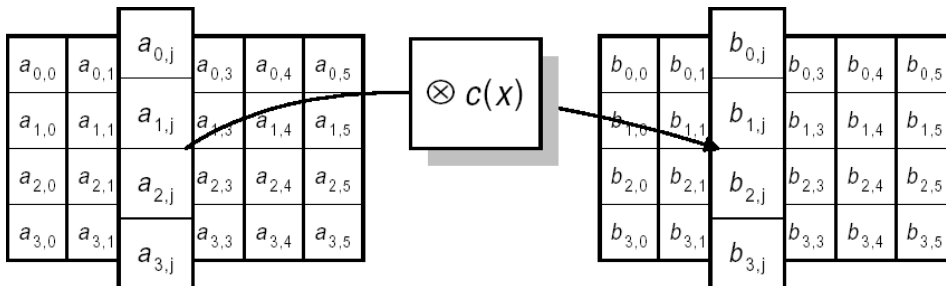 a0,0 a0,1 a0,j a0,3 a0,4 a0,5
a1,0 a1,1 a1,j a1,3 a1,4 a1,5
a2,0 a2,1 a2,j a2,3 a2,4 a2,5
a3,0 a3,1 a3,j a3,3 a3,4 a3,5
⊗ c(x)
b0,0 b0,1 b0,j b0,3 b0,4 b0,5
b1,0 b1,1 b1,j b1,3 b1,4 b1,5
b2,0 b2,1 b2,j b2,3 b2,4 b2,5
b3,0 b3,1 b3,j b3,3 b3,4 b3,5